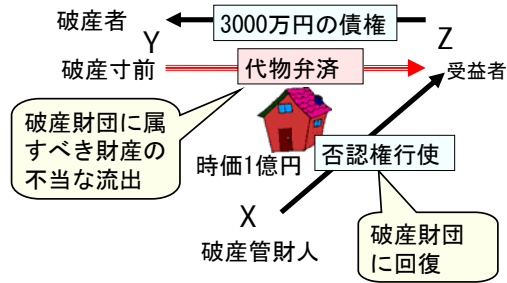 破産者
3000万円の債権
Y
Z
破産寸前
代物弁済
受益者
破産財団に属
すべき財産の
不当な流出
時価1億円
否認権行使
X
破産管財人
破産財団
に回復